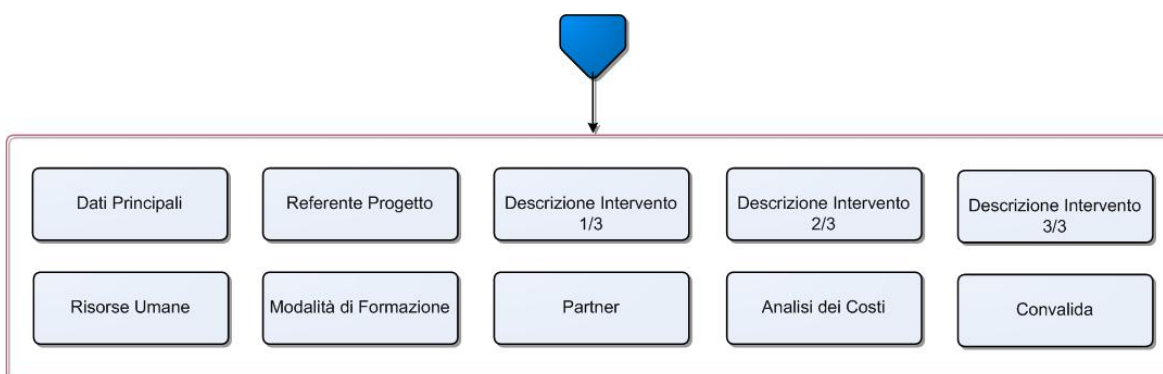 Dati Principali
Referente Progetto
Descrizione Intervento
1/3
Descrizione Intervento
2/3
Descrizione Intervento
3/3
Risorse Umane
Modalità di Formazione
Partner
Analisi dei Costi
Convalida